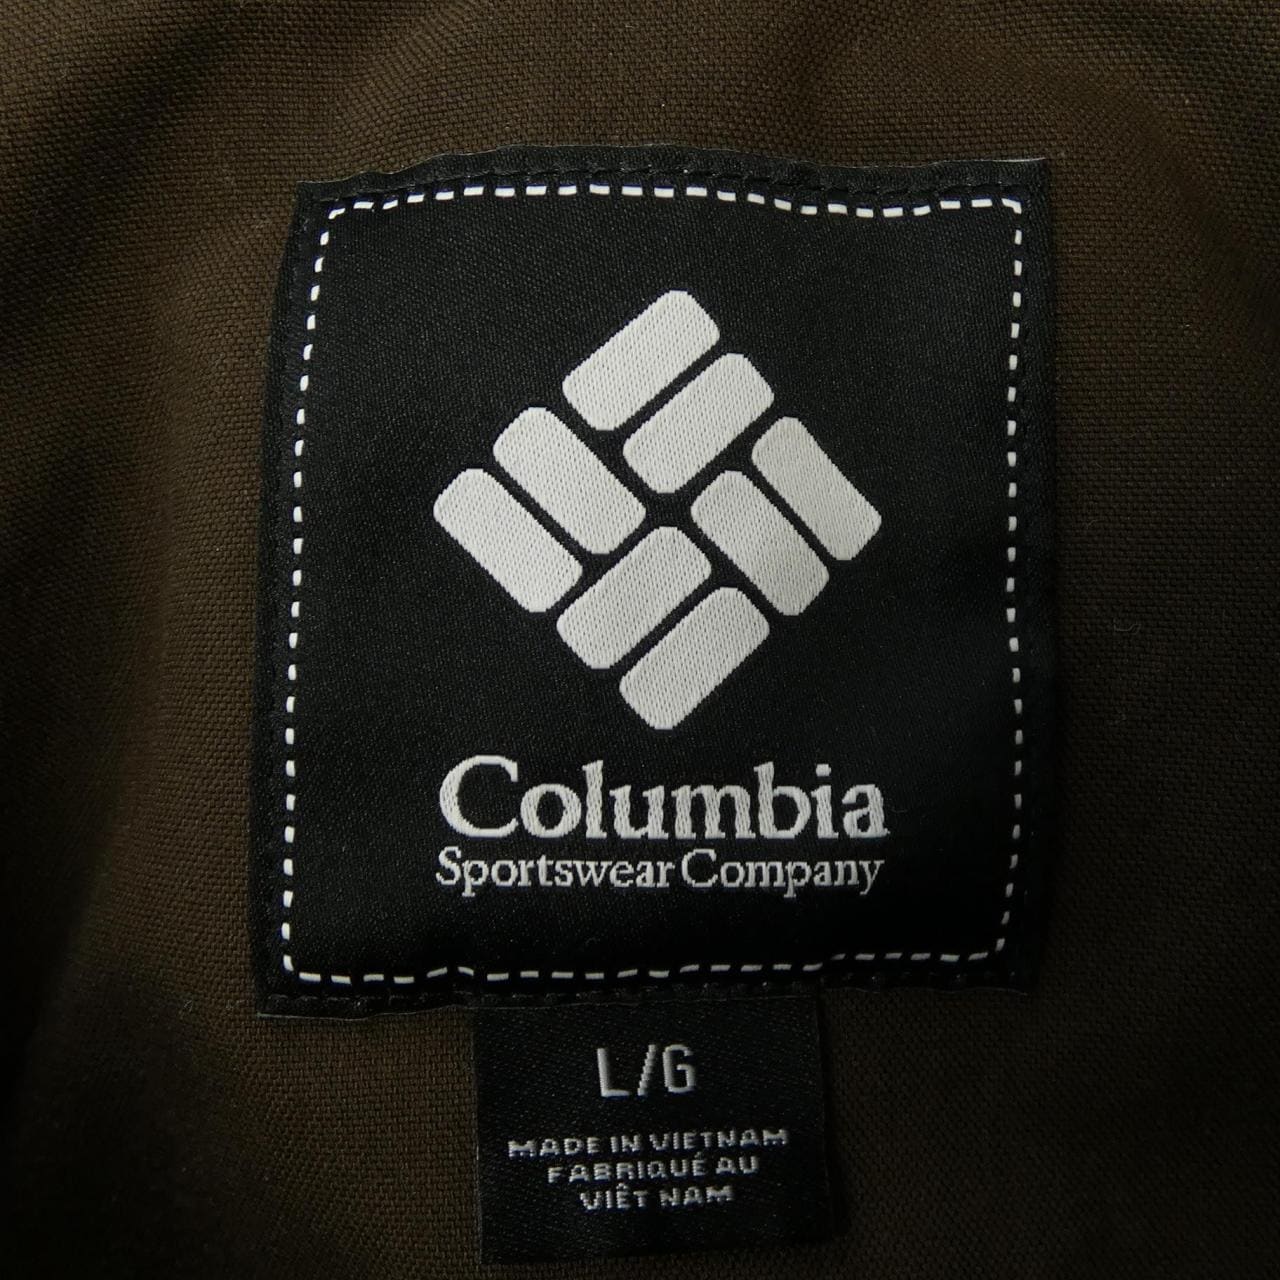 Columbia
Sportswear Company
L/G
MADE IN VIETNAM
FABRIQUÉ AU
VIÊT NAM